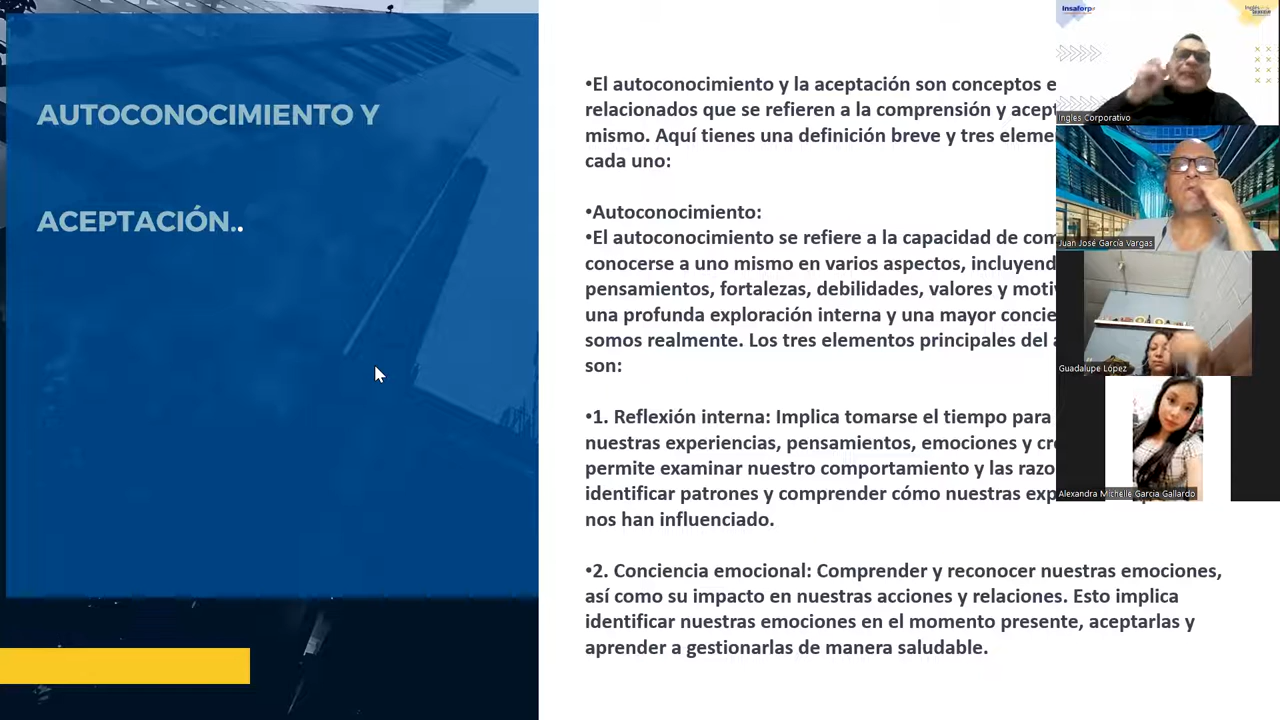 AUTOCONOCIMIENTO Y
ACEPTACIÓN..
•El autoconocimiento y la aceptación son conceptos e
relacionados que se refieren a la comprensión y acept
mismo. Aquí tienes una definición breve y tres eleme
cada uno:
•Autoconocimiento:
•El autoconocimiento se refiere a la capacidad de com
conocerse a uno mismo en varios aspectos, incluyend
pensamientos, fortalezas, debilidades, valores y motiv
una profunda exploración interna y una mayor concie
somos realmente. Los tres elementos principales del a
son:
•1. Reflexión interna: Implica tomarse el tiempo para
nuestras experiencias, pensamientos, emociones y cre
permite examinar nuestro comportamiento y las razo
identificar patrones y comprender cómo nuestras exp
nos han influenciado.
•2. Conciencia emocional: Comprender y reconocer nuestras emociones,
así como su impacto en nuestras acciones y relaciones. Esto implica
identificar nuestras emociones en el momento presente, aceptarlas y
aprender a gestionarlas de manera saludable.
insaforp
Ingles Corporativo
Juan José García Vargas
Guadalupe López
Alexandra Michelle Garcia Gallardo